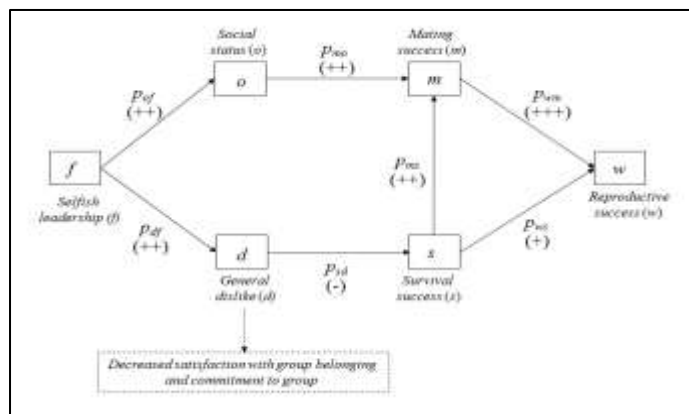 Social
status (o)
Mating
success (m)
o
p_mo
(++)
m
p_of
(++)
p_wm
(+++)
f
Selfish
leadership (f)
p_ms
(++)
w
Reproductive
success (w)
p_df
(++)
d
p_sd
(-)
s
p_ws
(+)
General
dislike (d)
Survival
success (s)
Decreased satisfaction with group belonging
and commitment to group